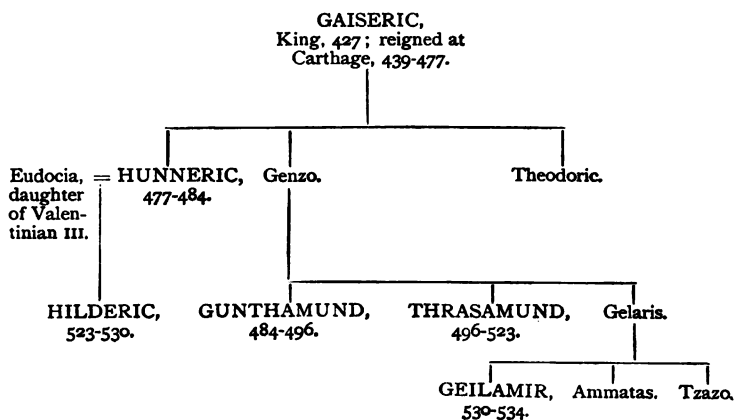 GAISERIC,
King, 427; reigned at
Carthage, 439-477.
Eudocia, = HUNNERIC, Genzo. Theodoric.
daughter 477-484.
of Valen-
tinian III.
HILDERIC, GUNTHAMUND, THRASAMUND, Gelaris.
523-530. 484-496. 496-523.
GEILAMIR, Ammatas. Tzazo.
530-534.